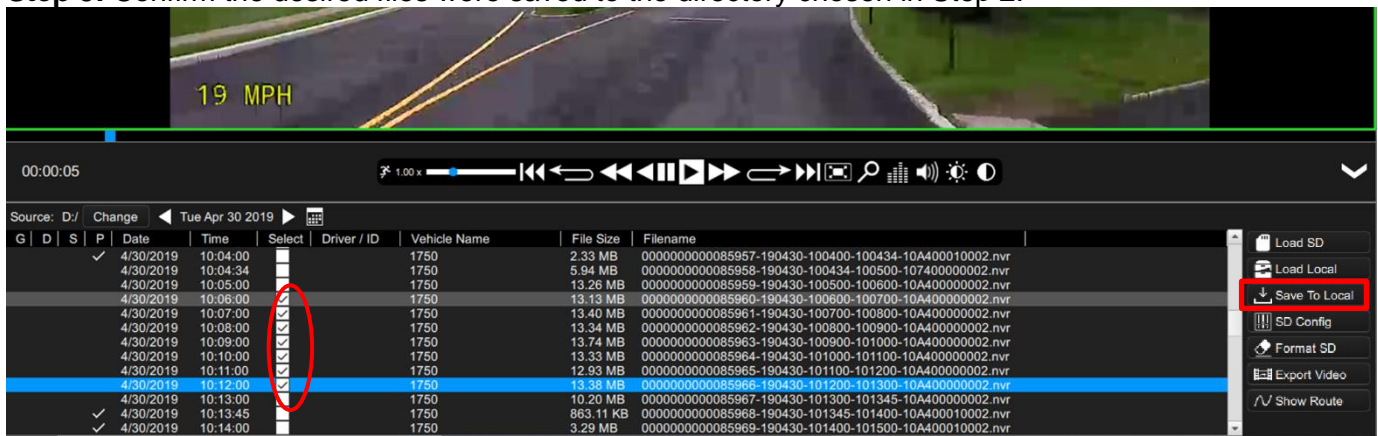 Step 3: Confirm the desired files were saved to the directory chosen in Step 2.
19 MPH
00:00:05
1.00 x
Source: D:/ Change Tue Apr 30 2019
G D S P Date Time Select Driver / ID Vehicle Name File Size Filename
4/30/2019 10:04:00 1750 2.33 MB 0000000000085957-190430-100400-100434-10A400010002.nvr
4/30/2019 10:04:34 1750 5.94 MB 0000000000085958-190430-100434-100500-107400000002.nvr
4/30/2019 10:05:00 1750 13.26 MB 0000000000085959-190430-100500-100600-10A400000002.nvr
4/30/2019 10:06:00 1750 13.13 MB 0000000000085960-190430-100600-100700-10A400000002.nvr
4/30/2019 10:07:00 1750 13.40 MB 0000000000085961-190430-100700-100800-10A400000002.nvr
4/30/2019 10:08:00 1750 13.34 MB 0000000000085962-190430-100800-100900-10A400000002.nvr
4/30/2019 10:09:00 1750 13.74 MB 0000000000085963-190430-100900-101000-10A400000002.nvr
4/30/2019 10:10:00 1750 13.33 MB 0000000000085964-190430-101000-101100-10A400000002.nvr
4/30/2019 10:11:00 1750 12.93 MB 0000000000085965-190430-101100-101200-10A400000002.nvr
4/30/2019 10:12:00 1750 13.38 MB 0000000000085966-190430-101200-101300-10A400000002.nvr
4/30/2019 10:13:00 1750 10.20 MB 0000000000085967-190430-101300-101345-10A400000002.nvr
4/30/2019 10:13:45 1750 863.11 KB 0000000000085968-190430-101345-101400-10A400010002.nvr
4/30/2019 10:14:00 1750 3.29 MB 0000000000085969-190430-101400-101500-10A400010002.nvr
Load SD
Load Local
Save To Local
SD Config
Format SD
Export Video
Show Route